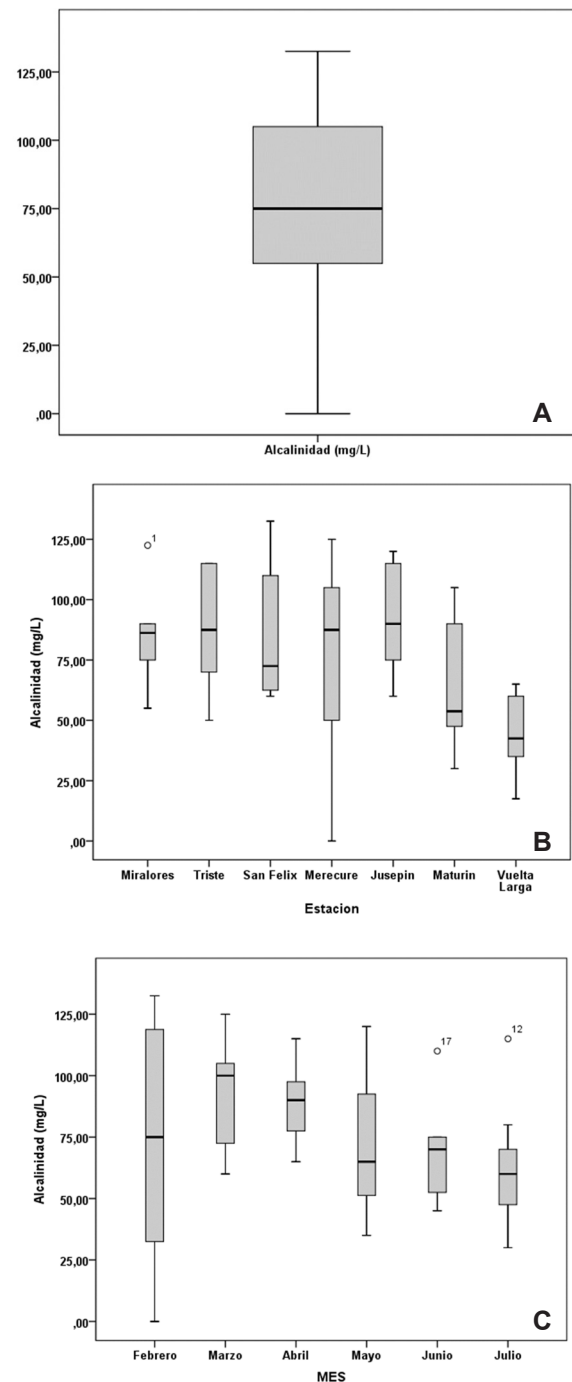 125,00
100,00
75,00
50,00
25,00
,00
A
Alcalinidad (mg/L)
Alcalinidad (mg/L)
125,00
100,00
75,00
50,00
25,00
,00
1
B
Miralores Triste San Felix Merecure Jusepin Maturin Vuelta
Larga
Estacion
Alcalinidad (mg/L)
125,00
100,00
75,00
50,00
25,00
,00
17
12
C
Febrero Marzo Abril Mayo Junio Julio
MES